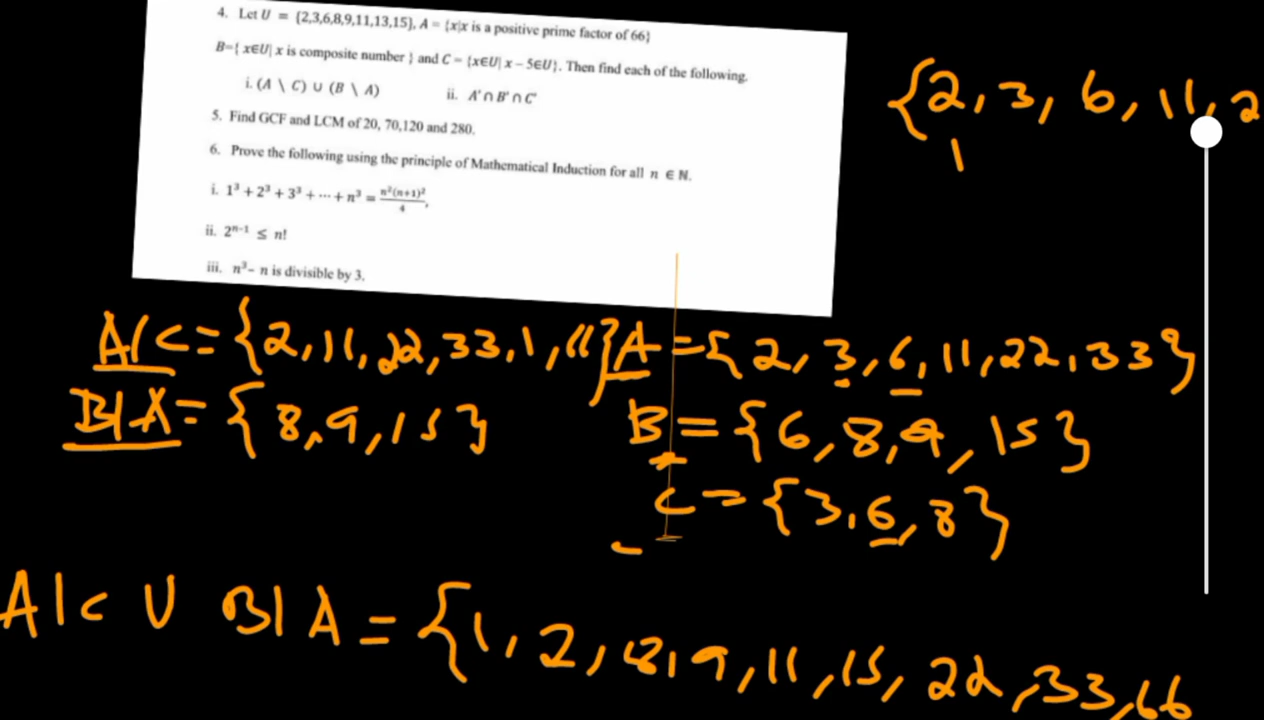 4. Let U = {2,3,6,8,9,11,13,15}, A = {x|x is a positive prime factor of 66}
B={ x∈U| x is composite number } and C = {x∈U| x – 5∈U}. Then find each of the following.
i. (A \ C) ∪ (B \ A) ii. A' ∩ B' ∩ C'
5. Find GCF and LCM of 20, 70,120 and 280.
6. Prove the following using the principle of Mathematical Induction for all n ∈ N.
i. 1³ + 2³ + 3³ + ⋯ + n³ = n²(n+1)²/4,
ii. 2ⁿ⁻¹ ≤ n!
iii. n³– n is divisible by 3.
{2, 3, 6, 11, 2
1
A/C = {2, 11, 22, 33, 1, 11}
A = {2, 3, 6, 11, 22, 33}
B|A = {8, 9, 15}
B = {6, 8, 9, 15}
C = {3, 6, 8}
A|C ∪ B|A = {1, 2, 8, 9, 11, 15, 22, 33, 66